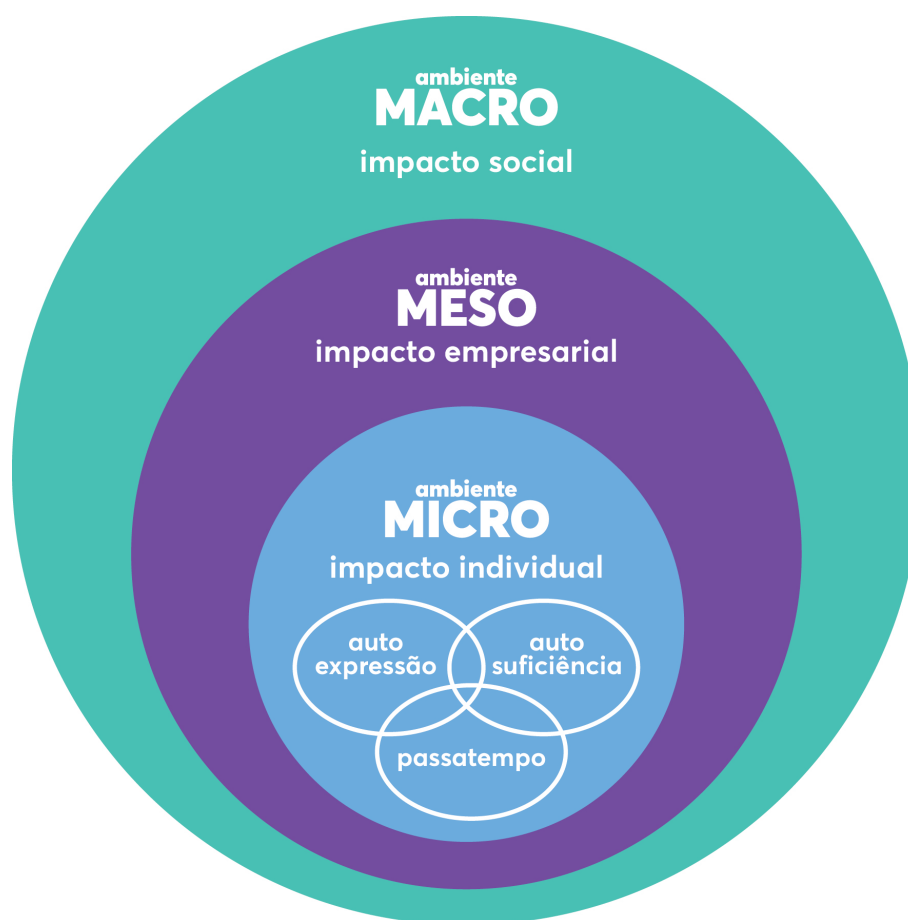 ambiente
MACRO
impacto social
ambiente
MESO
impacto empresarial
ambiente
MICRO
impacto individual
auto
expressão
auto
suficiência
passatempo